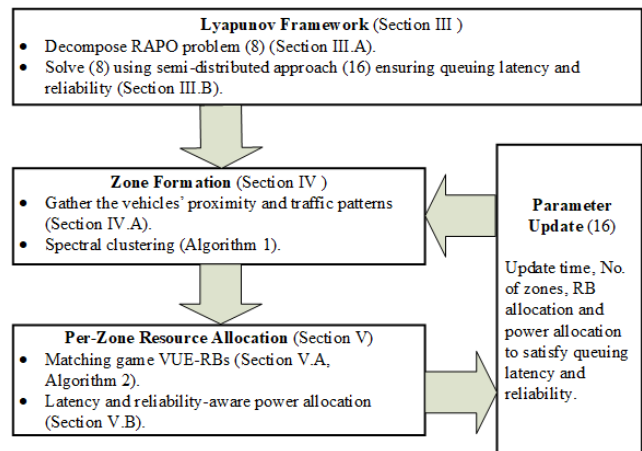 Lyapunov Framework (Section III )
• Decompose RAPO problem (8) (Section III.A).
• Solve (8) using semi-distributed approach (16) ensuring queuing latency and
reliability (Section III.B).
Zone Formation (Section IV )
• Gather the vehicles' proximity and traffic patterns
(Section IV.A).
• Spectral clustering (Algorithm 1).
Per-Zone Resource Allocation (Section V)
• Matching game VUE-RBs (Section V.A,
Algorithm 2).
• Latency and reliability-aware power allocation
(Section V.B).
Parameter
Update (16)
Update time, No.
of zones, RB
allocation and
power allocation
to satisfy queuing
latency and
reliability.